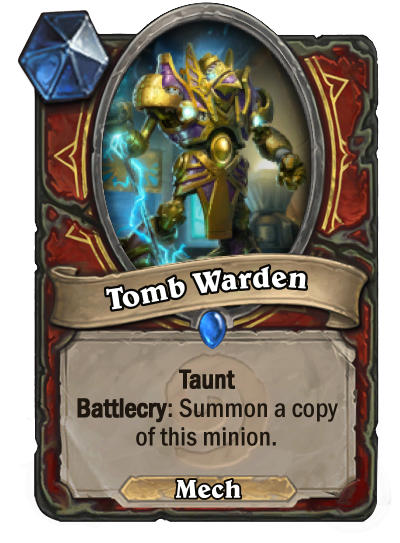 Tomb Warden
Taunt
Battlecry: Summon a copy
of this minion.
Mech